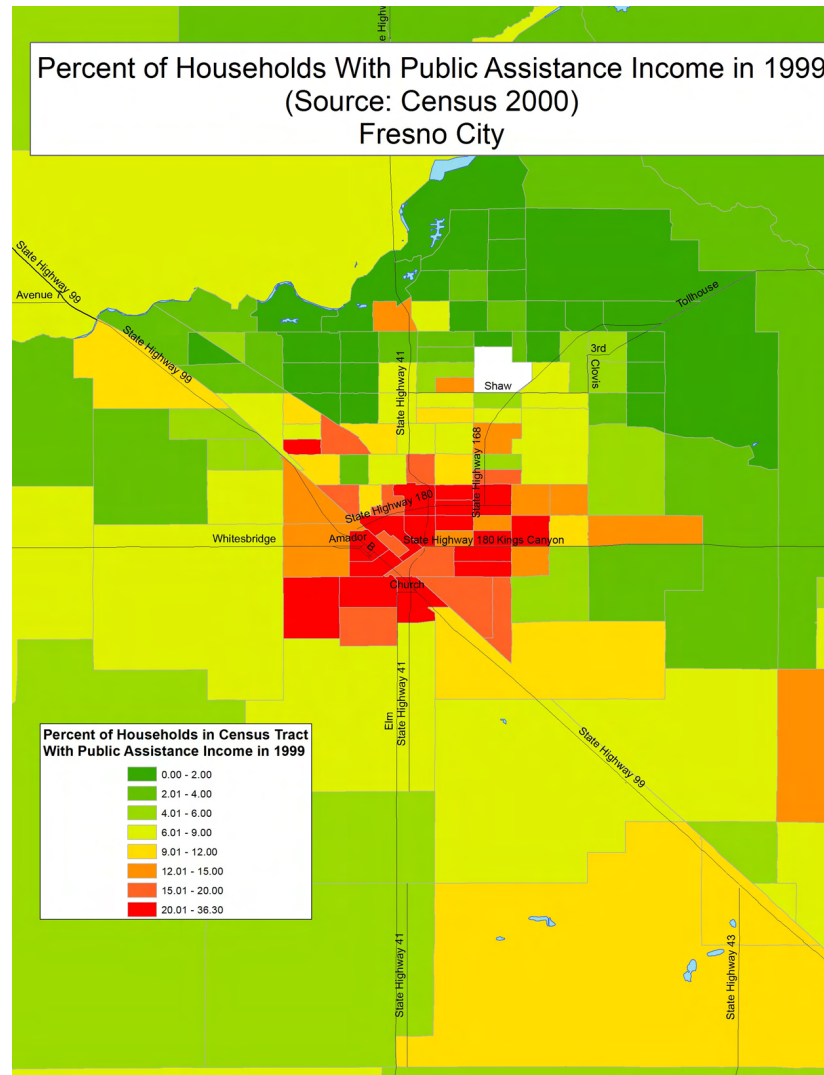 e Hig
Percent of Households With Public Assistance Income in 1999
(Source: Census 2000)
Fresno City
State Highway 99
Avenue 7
State Highway 99
State Highway 41
Tollhouse
3rd
Clovis
Shaw
State Highway 168
State Highway 180
Whitesbridge
Amador
B
State Highway 180 Kings Canyon
Church
Elm
State Highway 41
State Highway 99
Percent of Households in Census Tract
With Public Assistance Income in 1999
0.00 - 2.00
2.01 - 4.00
4.01 - 6.00
6.01 - 9.00
9.01 - 12.00
12.01 - 15.00
15.01 - 20.00
20.01 - 36.30
State Highway 41
State Highway 43